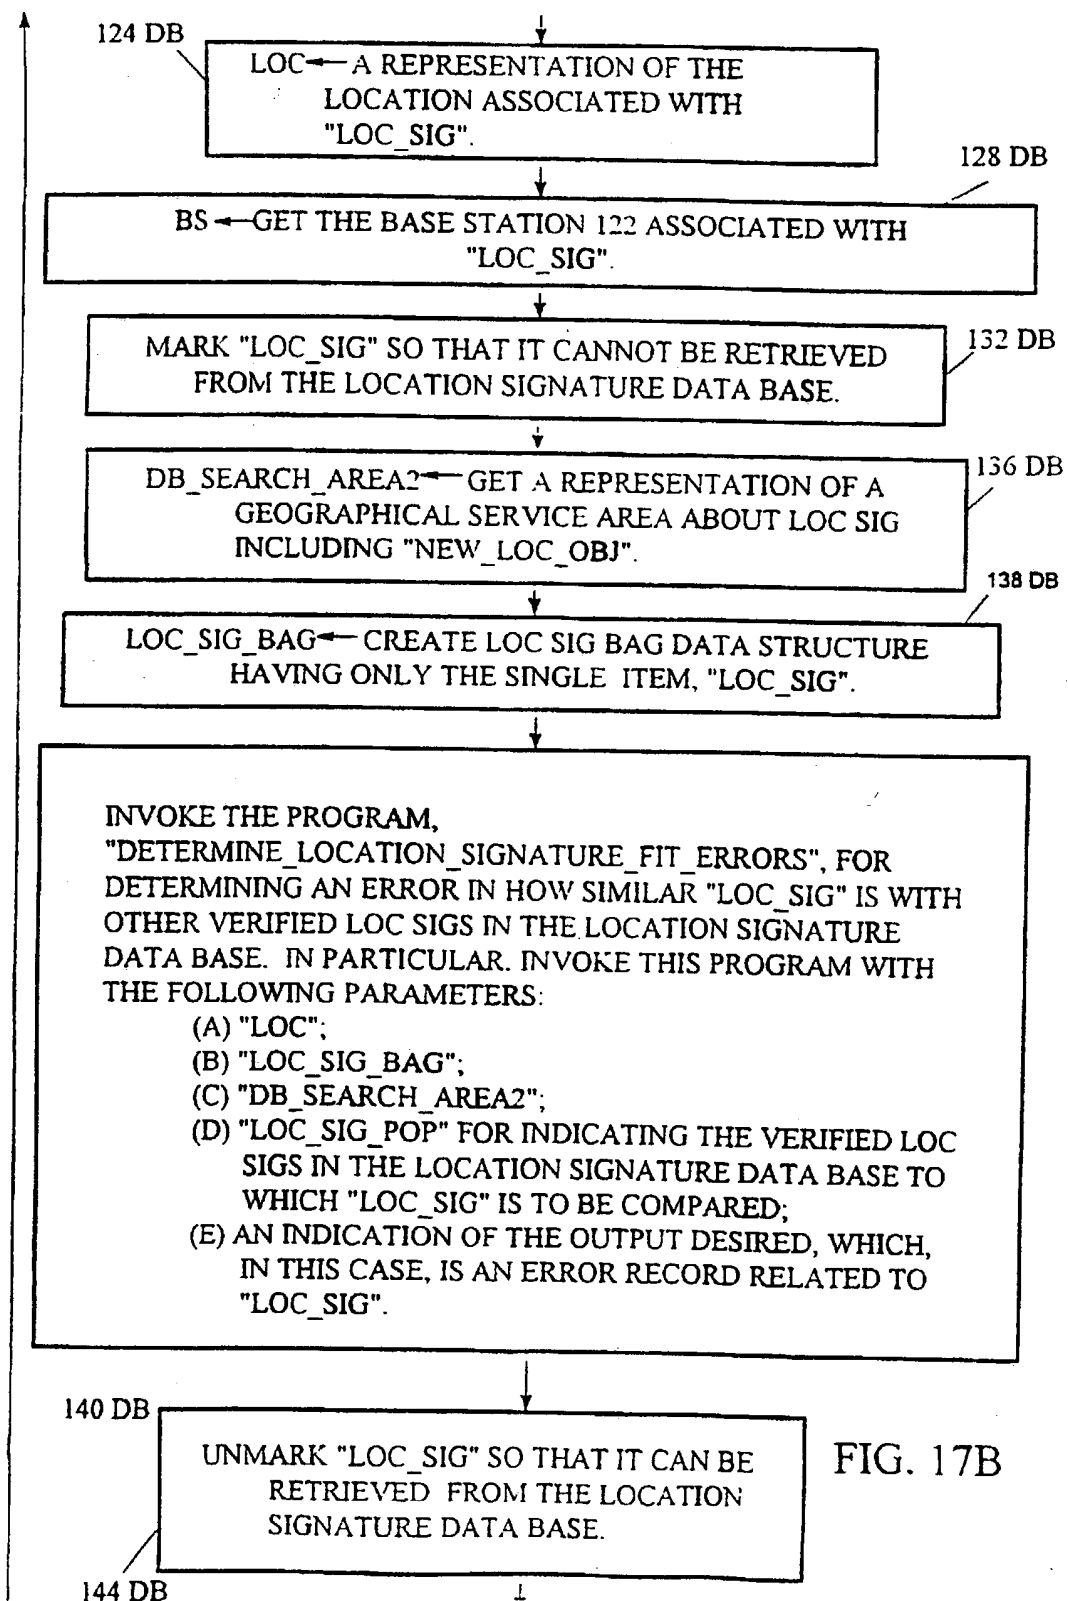 124 DB
LOC ← A REPRESENTATION OF THE
LOCATION ASSOCIATED WITH
"LOC_SIG".
128 DB
BS ← GET THE BASE STATION 122 ASSOCIATED WITH
"LOC_SIG".
132 DB
MARK "LOC_SIG" SO THAT IT CANNOT BE RETRIEVED
FROM THE LOCATION SIGNATURE DATA BASE.
136 DB
DB_SEARCH_AREA2 ← GET A REPRESENTATION OF A
GEOGRAPHICAL SERVICE AREA ABOUT LOC SIG
INCLUDING "NEW_LOC_OBJ".
138 DB
LOC_SIG_BAG ← CREATE LOC SIG BAG DATA STRUCTURE
HAVING ONLY THE SINGLE ITEM, "LOC_SIG".
INVOKE THE PROGRAM,
"DETERMINE_LOCATION_SIGNATURE_FIT_ERRORS", FOR
DETERMINING AN ERROR IN HOW SIMILAR "LOC_SIG" IS WITH
OTHER VERIFIED LOC SIGS IN THE LOCATION SIGNATURE
DATA BASE. IN PARTICULAR. INVOKE THIS PROGRAM WITH
THE FOLLOWING PARAMETERS:
(A) "LOC";
(B) "LOC_SIG_BAG";
(C) "DB_SEARCH_AREA2";
(D) "LOC_SIG_POP" FOR INDICATING THE VERIFIED LOC
SIGS IN THE LOCATION SIGNATURE DATA BASE TO
WHICH "LOC_SIG" IS TO BE COMPARED;
(E) AN INDICATION OF THE OUTPUT DESIRED, WHICH,
IN THIS CASE, IS AN ERROR RECORD RELATED TO
"LOC_SIG".
140 DB
UNMARK "LOC_SIG" SO THAT IT CAN BE
RETRIEVED FROM THE LOCATION
SIGNATURE DATA BASE.
FIG. 17B
144 DB